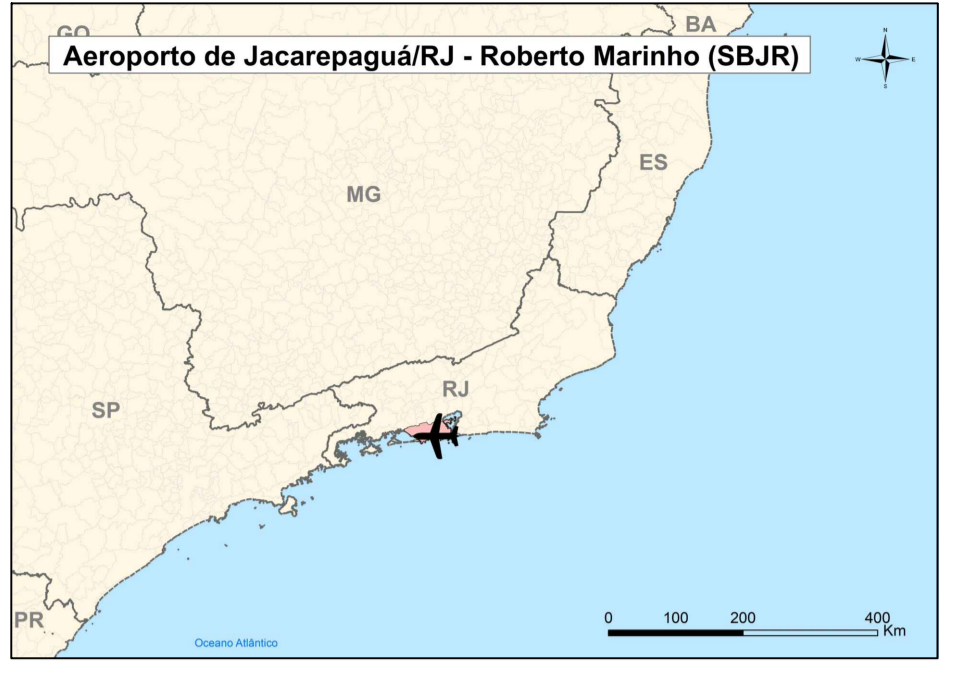 GO
BA
Aeroporto de Jacarepaguá/RJ - Roberto Marinho (SBJR)
N
W E
S
ES
MG
RJ
SP
PR
0 100 200 400
Km
Oceano Atlântico